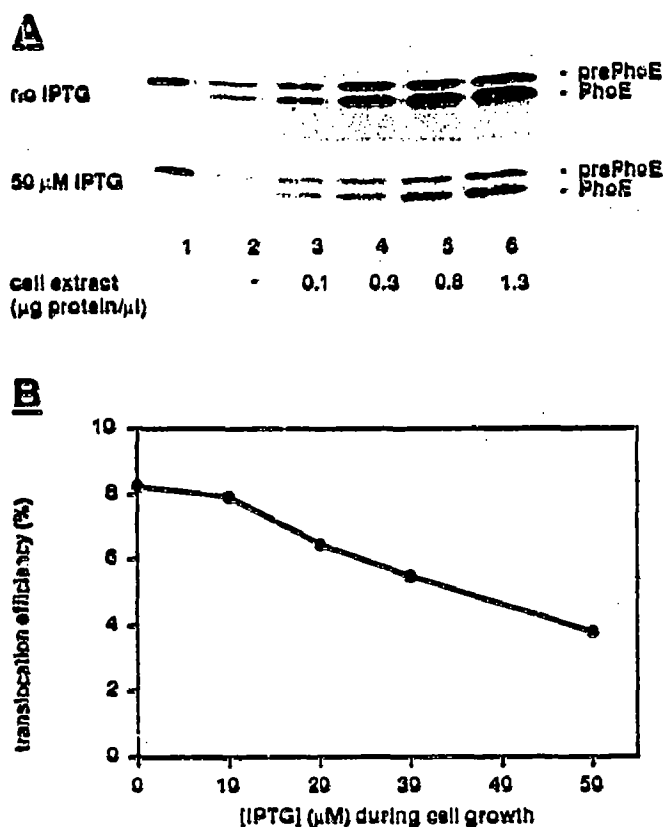 A
no IPTG
- prePhoE
- PhoE
50 µM IPTG
- prePhoE
- PhoE
1 2 3 4 5 6
cell extract - 0.1 0.3 0.8 1.3
(µg protein/µl)
B
translocation efficiency (%)
10
8
6
4
2
0
0 10 20 30 40 50
[IPTG] (µM) during cell growth